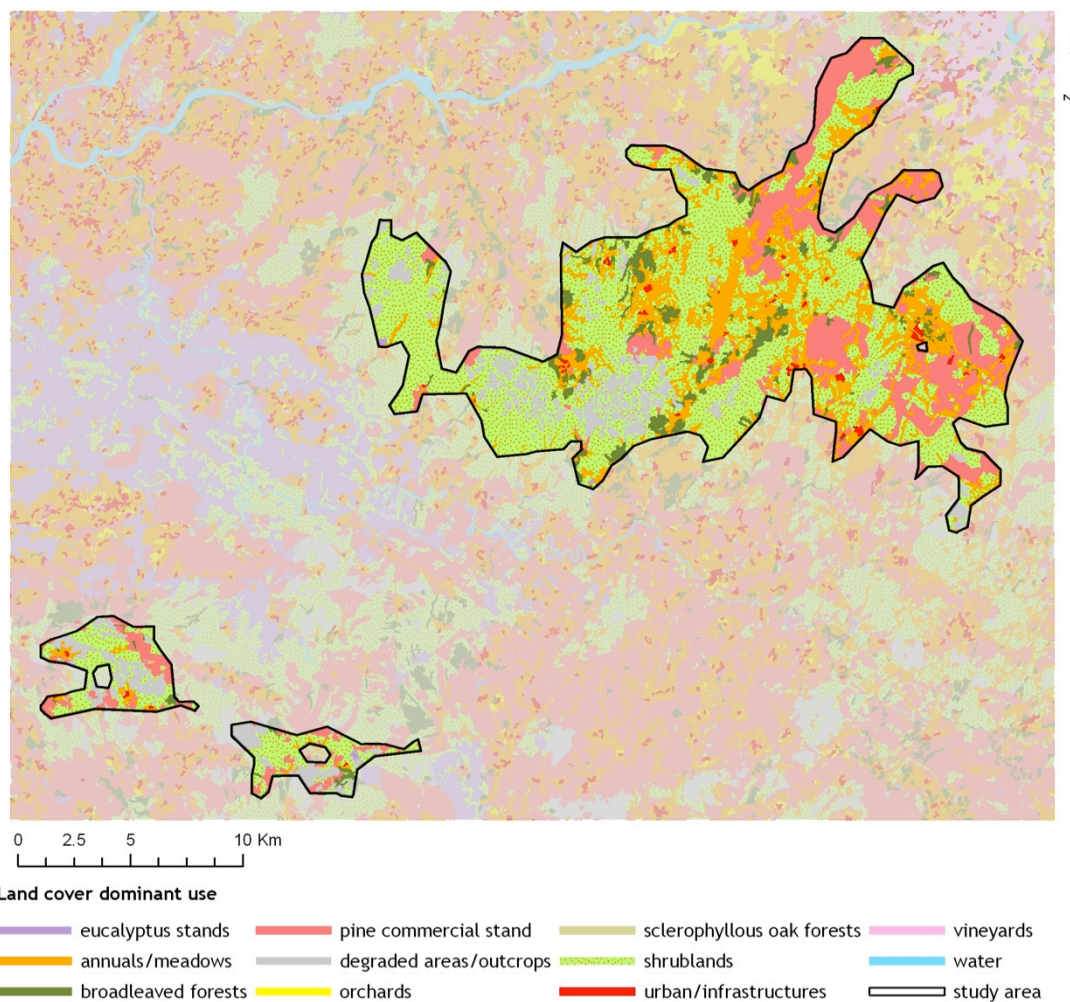 0 2.5 5 10 Km
Land cover dominant use
eucalyptus stands pine commercial stand sclerophyllous oak forests vineyards
annuals/meadows degraded areas/outcrops shrublands water
broadleaved forests orchards urban/infrastructures study area